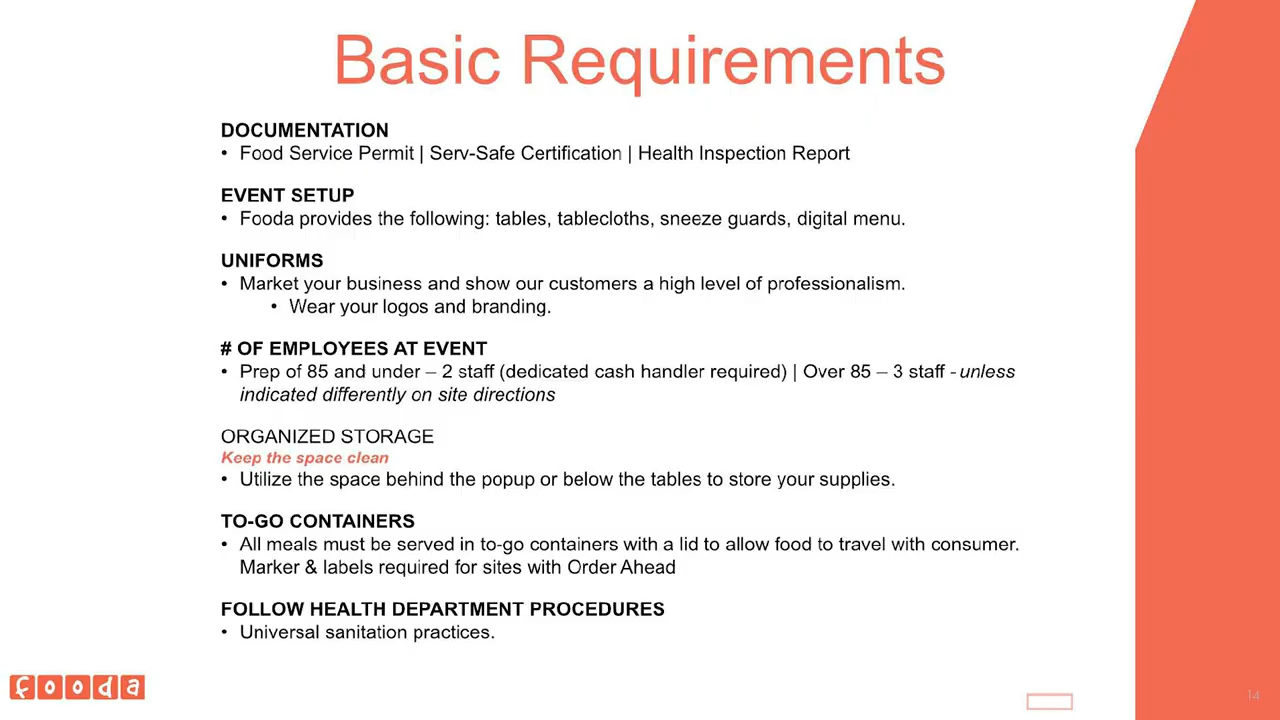 Basic Requirements
DOCUMENTATION
• Food Service Permit | Serv-Safe Certification | Health Inspection Report
EVENT SETUP
• Fooda provides the following: tables, tablecloths, sneeze guards, digital menu.
UNIFORMS
• Market your business and show our customers a high level of professionalism.
• Wear your logos and branding.
# OF EMPLOYEES AT EVENT
• Prep of 85 and under – 2 staff (dedicated cash handler required) | Over 85 – 3 staff - unless
indicated differently on site directions
ORGANIZED STORAGE
Keep the space clean
• Utilize the space behind the popup or below the tables to store your supplies.
TO-GO CONTAINERS
• All meals must be served in to-go containers with a lid to allow food to travel with consumer.
Marker & labels required for sites with Order Ahead
FOLLOW HEALTH DEPARTMENT PROCEDURES
• Universal sanitation practices.
fooda
14